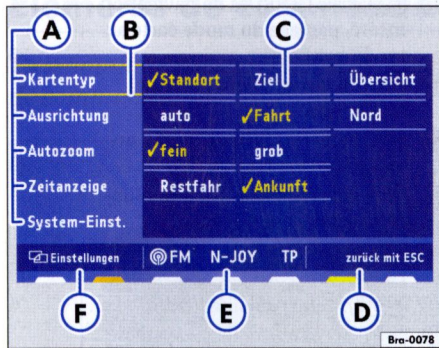 A B C
Kartentyp ✓Standort Ziel Übersicht
Ausrichtung auto ✓Fahrt Nord
Autozoom ✓fein grob
Zeitanzeige Restfahr ✓Ankunft
System-Einst.
Einstellungen FM N-JOY TP zurück mit ESC
F E D
Bra-0078